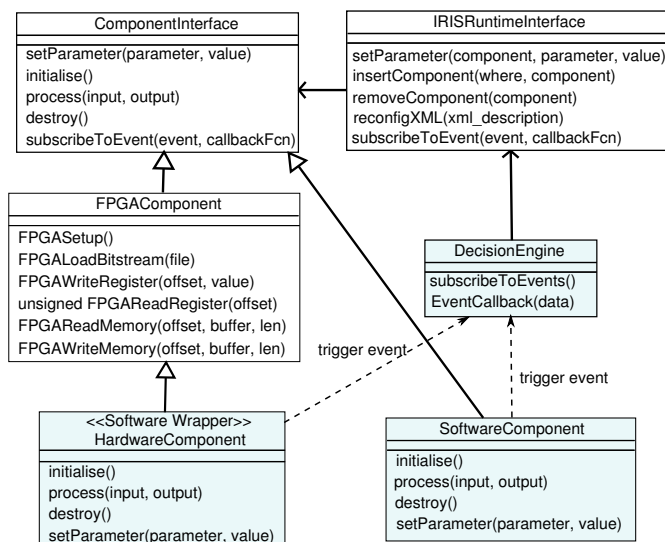 ComponentInterface
setParameter(parameter, value)
initialise()
process(input, output)
destroy()
subscribeToEvent(event, callbackFcn)
IRISRuntimeInterface
setParameter(component, parameter, value)
insertComponent(where, component)
removeComponent(component)
reconfigXML(xml_description)
subscribeToEvent(event, callbackFcn)
FPGAComponent
FPGASetup()
FPGALoadBitstream(file)
FPGAWriteRegister(offset, value)
unsigned FPGAReadRegister(offset)
FPGAReadMemory(offset, buffer, len)
FPGAWriteMemory(offset, buffer, len)
DecisionEngine
subscribeToEvents()
EventCallback(data)
trigger event
trigger event
<<Software Wrapper>>
HardwareComponent
initialise()
process(input, output)
destroy()
setParameter(parameter, value)
SoftwareComponent
initialise()
process(input, output)
destroy()
setParameter(parameter, value)